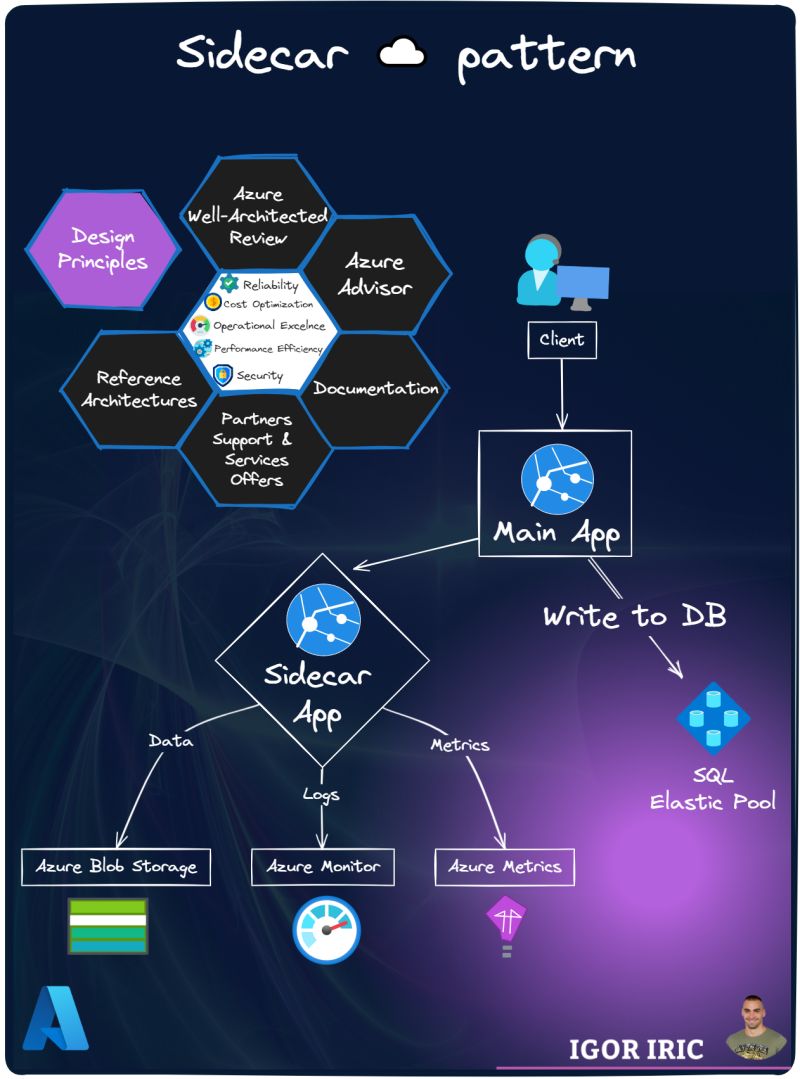 Sidecar pattern
Design
Principles
Azure
Well-Architected
Review
Azure
Advisor
Reliability
Cost Optimization
Operational Excelnce
Performance Efficiency
Security
Reference
Architectures
Documentation
Partners
Support &
Services
Offers
Client
Main App
Write to DB
Sidecar
App
SQL
Elastic Pool
Data
Logs
Metrics
Azure Blob Storage
Azure Monitor
Azure Metrics
IGOR IRIC